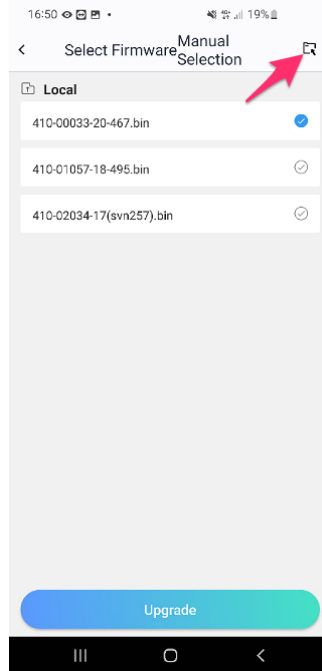 16:50
19%
Select Firmware
Manual
Selection
Local
410-00033-20-467.bin
410-01057-18-495.bin
410-02034-17(svn257).bin
Upgrade